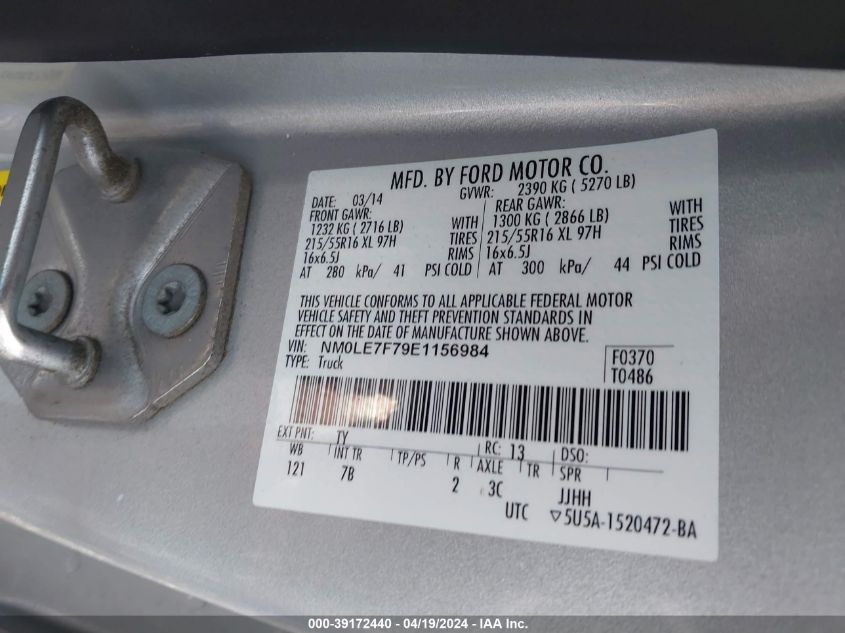 MFD. BY FORD MOTOR CO.
DATE: 03/14 GVWR: 2390 KG ( 5270 LB)
FRONT GAWR: REAR GAWR:
1232 KG ( 2716 LB) WITH 1300 KG ( 2866 LB) WITH
215/55R16 XL 97H TIRES 215/55R16 XL 97H TIRES
16x6.5J RIMS 16x6.5J RIMS
AT 280 kPa/ 41 PSI COLD AT 300 kPa/ 44 PSI COLD
THIS VEHICLE CONFORMS TO ALL APPLICABLE FEDERAL MOTOR
VEHICLE SAFETY AND THEFT PREVENTION STANDARDS IN
EFFECT ON THE DATE OF MANUFACTURE SHOWN ABOVE.
VIN: NM0LE7F79E1156984 F0370
TYPE: Truck T0486
EXT PNT: TY RC: 13 DSO:
WB INT TR TP/PS R AXLE TR SPR
121 7B 2 3C JJHH
UTC ▽5U5A-1520472-BA
000-39172440 - 04/19/2024 - IAA Inc.